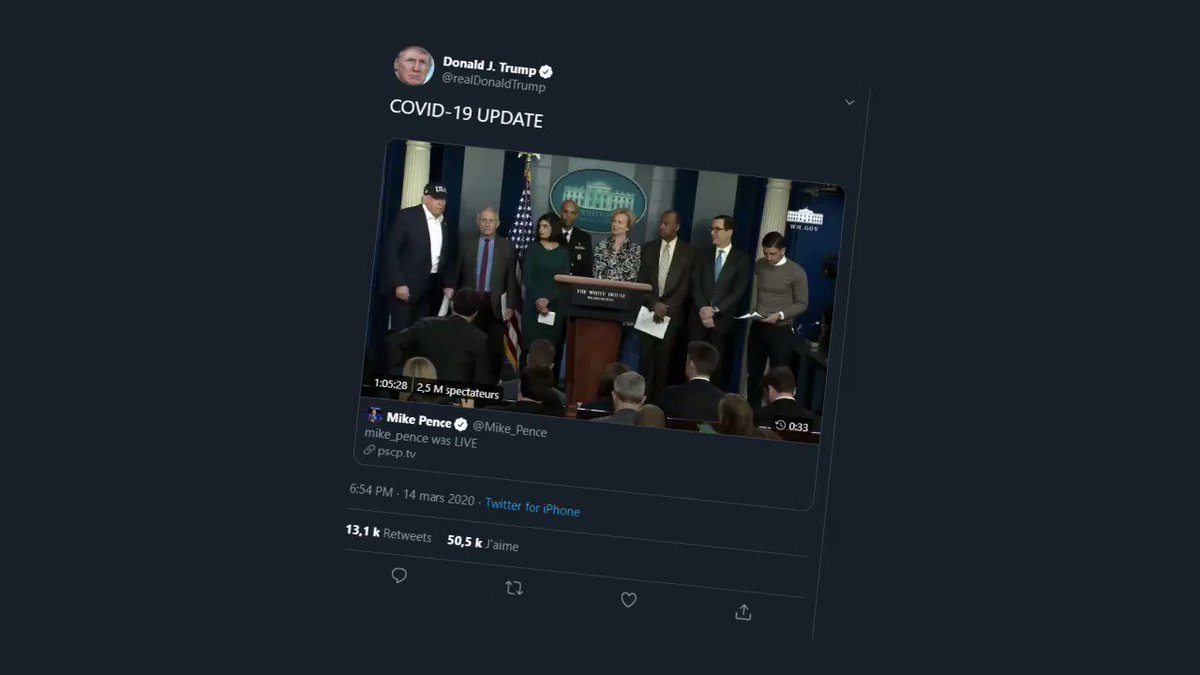 Donald J. Trump
@realDonaldTrump
COVID-19 UPDATE
USA
WH.GOV
THE WHITE HOUSE
WASHINGTON
1:05:28 2,5 M spectateurs
0:33
Mike Pence @Mike_Pence
mike_pence was LIVE
pscp.tv
6:54 PM · 14 mars 2020 · Twitter for iPhone
13,1 k Retweets 50,5 k J'aime